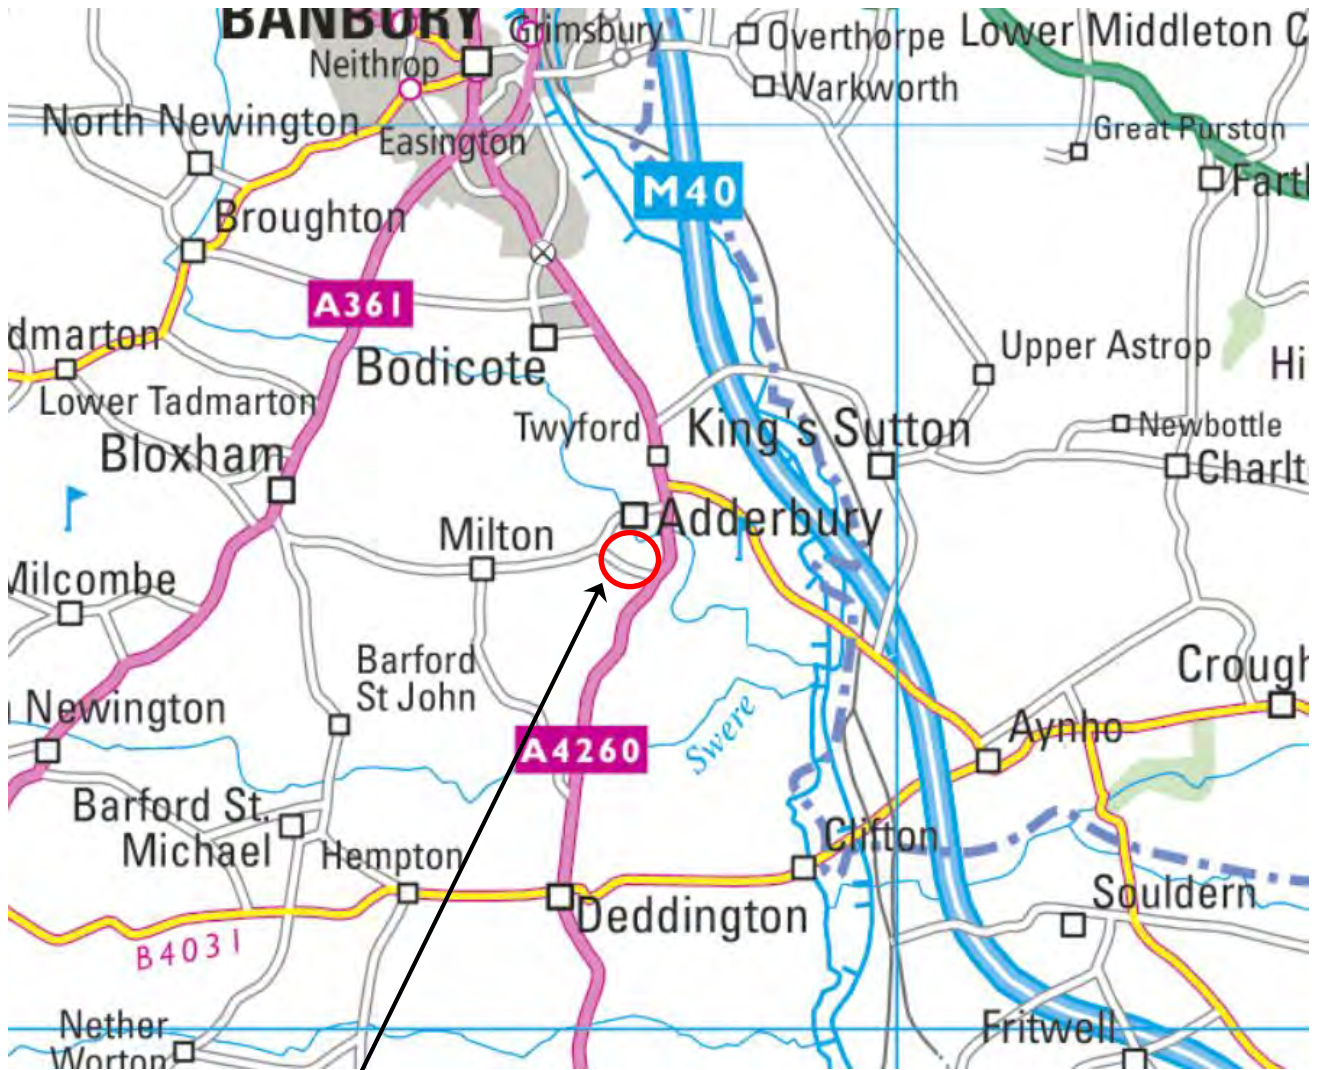 BANBURY
Grimsbury
Overthorpe
Lower Middleton C
Neithrop
Warkworth
North Newington
Easington
Great Purston
M40
Farth
Broughton
A361
dmarton
Bodicote
Upper Astrop
Hi
Lower Tadmarton
Twyford
King's Sutton
Newbottle
Bloxham
Charlt
Adderbury
Milton
Milcombe
Barford
St John
Crough
Newington
Aynho
Swere
A4260
Barford St.
Michael
Hempton
Clifton
Souldern
Deddington
B4031
Nether
Worton
Fritwell